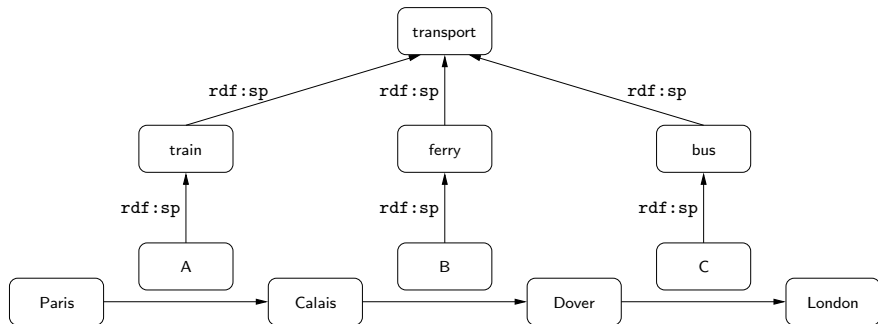 transport
rdf:sp rdf:sp rdf:sp
train ferry bus
rdf:sp rdf:sp rdf:sp
A B C
Paris Calais Dover London